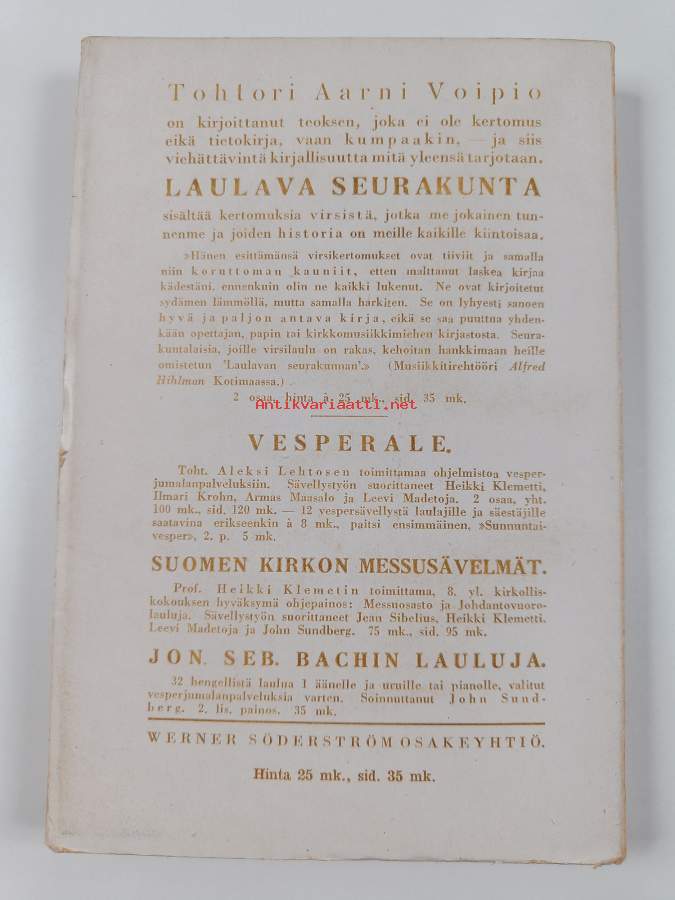 Tohtori Aarni Voipio
on kirjoittanut teoksen, joka ei ole kertomus
eikä tietokirja, vaan kumpaakin, — ja siis
viehättävintä kirjallisuutta mitä yleensä tarjotaan.
LAULAVA SEURAKUNTA
sisältää kertomuksia virsistä, jotka me jokainen tun-
nenme ja joiden historia on meille kaikille kiintoisaa.
»Hänen esittämänsä virsikertomukset ovat tiiviit ja samalla
niin koruttoman kauniit, etten malttanut laskea kirjaa
kädestäni, ennenkuin olin ne kaikki lukenut. Ne ovat kirjoitetut
sydämen lämmöllä, mutta samalla harkiten. Se on lyhyesti sanoen
hyvä ja paljon antava kirja, eikä se saa puuttua yhden-
kään opettajan, papin tai kirkkomusiikkimiehen kirjastosta. Seura-
kuntalaisia, joille virsilaulu on rakas, kehoitan hankkimaan heille
omistetun 'Laulavan seurakunnan'.» (Musiikkitirehtööri Alfred
Hihlman Kotimaassa.)
2 osaa, hinta à 25 mk., sid. 35 mk.
Antikvariaatti.net
VESPERALE.
Toht. Aleksi Lehtosen toimittamaa ohjelmistoa vesper-
jumalanpalveluksiin. Sävellystyön suorittaneet Heikki Klemetti,
Ilmari Krohn, Armas Maasalo ja Leevi Madetoja. 2 osaa, yht.
100 mk., sid. 120 mk. — 12 vespersävellystä laulajille ja säestäjille
saatavina erikseenkin à 8 mk., paitsi ensimmäinen, »Sunnuntai-
vesper», 2. p. 5 mk.
SUOMEN KIRKON MESSUSÄVELMÄT.
Prof. Heikki Klemetin toimittama, 8. yl. kirkollis-
kokouksen hyväksymä ohjepainos: Messuosasto ja Johdantovuoro-
lauluja. Sävellystyön suorittaneet Jean Sibelius, Heikki Klemetti,
Leevi Madetoja ja John Sundberg. 75 mk., sid. 95 mk.
JON. SEB. BACHIN LAULUJA.
32 hengellistä laulua 1 äänelle ja uruille tai pianolle, valitut
vesperjumalanpalveluksia varten. Soinnuttanut John Sund-
berg. 2. lis. painos. 35 mk.
WERNER SÖDERSTRÖM OSAKEYHTIÖ.
Hinta 25 mk., sid. 35 mk.